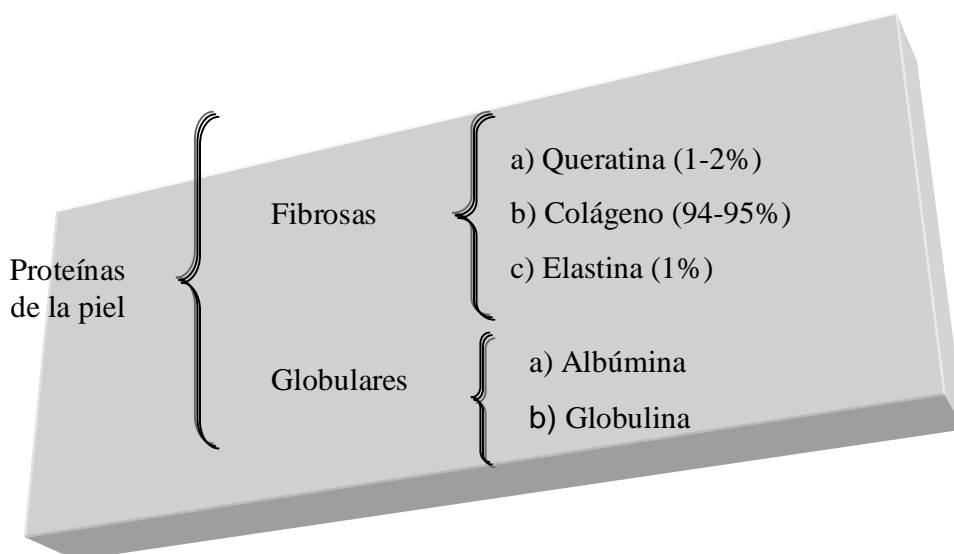 Proteínas
de la piel
Fibrosas
a) Queratina (1-2%)
b) Colágeno (94-95%)
c) Elastina (1%)
Globulares
a) Albúmina
b) Globulina